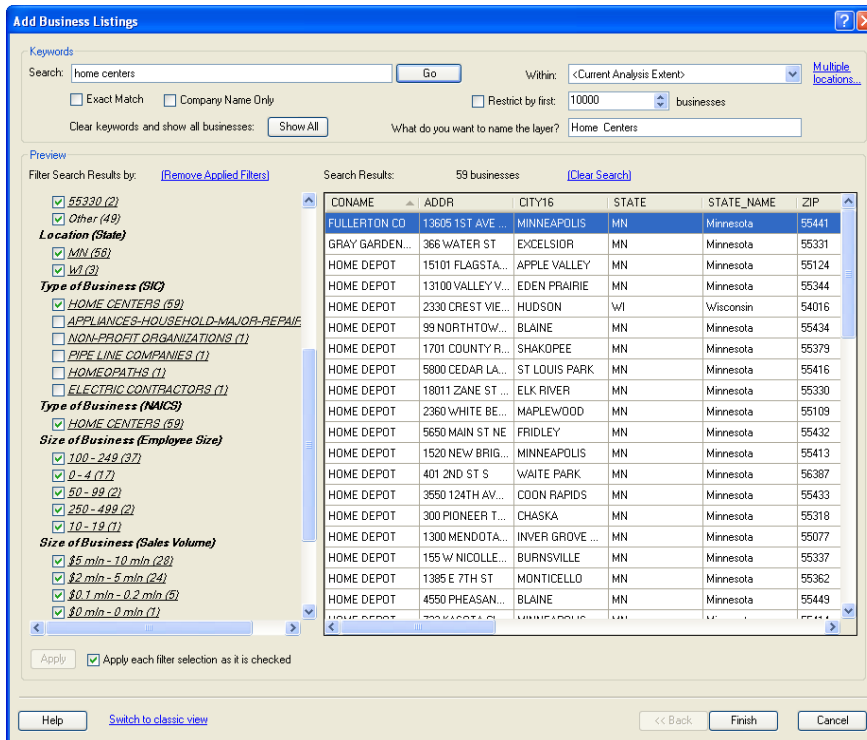 Add Business Listings
Keywords
Search: home centers Go Within: <Current Analysis Extent> Multiple locations...
Exact Match Company Name Only Restrict by first: 10000 businesses
Clear keywords and show all businesses: Show All What do you want to name the layer? Home Centers
Preview
Filter Search Results by: (Remove Applied Filters) Search Results: 59 businesses (Clear Search)
55330 (2)
Other (49)
Location (State)
MN (56)
WI (3)
Type of Business (SIC)
HOME CENTERS (59)
APPLIANCES-HOUSEHOLD-MAJOR-REPAIR
NON-PROFIT ORGANIZATIONS (1)
PIPE LINE COMPANIES (1)
HOMEOPATHS (1)
ELECTRIC CONTRACTORS (1)
Type of Business (NAICS)
HOME CENTERS (59)
Size of Business (Employee Size)
100 - 249 (37)
0 - 4 (17)
50 - 99 (2)
250 - 499 (2)
10 - 19 (1)
Size of Business (Sales Volume)
$5 mln - 10 mln (28)
$2 mln - 5 mln (24)
$0.1 mln - 0.2 mln (5)
$0 mln - 0 mln (1)
CONAME ADDR CITY16 STATE STATE_NAME ZIP
FULLERTON CO 13605 1ST AVE ... MINNEAPOLIS MN Minnesota 55441
GRAY GARDEN... 366 WATER ST EXCELSIOR MN Minnesota 55331
HOME DEPOT 15101 FLAGSTA... APPLE VALLEY MN Minnesota 55124
HOME DEPOT 13100 VALLEY V... EDEN PRAIRIE MN Minnesota 55344
HOME DEPOT 2330 CREST VIE... HUDSON WI Wisconsin 54016
HOME DEPOT 99 NORTHTOW... BLAINE MN Minnesota 55434
HOME DEPOT 1701 COUNTY R... SHAKOPEE MN Minnesota 55379
HOME DEPOT 5800 CEDAR LA... ST LOUIS PARK MN Minnesota 55416
HOME DEPOT 18011 ZANE ST ... ELK RIVER MN Minnesota 55330
HOME DEPOT 2360 WHITE BE... MAPLEWOOD MN Minnesota 55109
HOME DEPOT 5650 MAIN ST NE FRIDLEY MN Minnesota 55432
HOME DEPOT 1520 NEW BRIG... MINNEAPOLIS MN Minnesota 55413
HOME DEPOT 401 2ND ST S WAITE PARK MN Minnesota 56387
HOME DEPOT 3550 124TH AV... COON RAPIDS MN Minnesota 55433
HOME DEPOT 300 PIONEER T... CHASKA MN Minnesota 55318
HOME DEPOT 1300 MENDOTA... INVER GROVE ... MN Minnesota 55077
HOME DEPOT 155 W NICOLLE... BURNSVILLE MN Minnesota 55337
HOME DEPOT 1385 E 7TH ST MONTICELLO MN Minnesota 55362
HOME DEPOT 4550 PHEASAN... BLAINE MN Minnesota 55449
Apply Apply each filter selection as it is checked
Help Switch to classic view << Back Finish Cancel